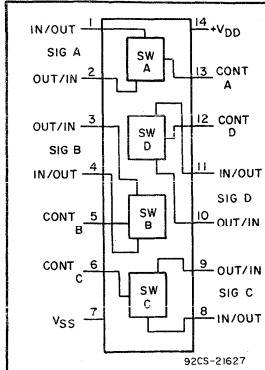 IN/OUT 1 14 +VDD
SIG A SW A
OUT/IN 2 13 CONT A
OUT/IN 3 12 CONT D
SIG B SW D
IN/OUT 4 11 IN/OUT
SIG D
CONT B 5 SW B 10 OUT/IN
CONT C 6 9 OUT/IN
SW C SIG C
VSS 7 8 IN/OUT
92CS-21627